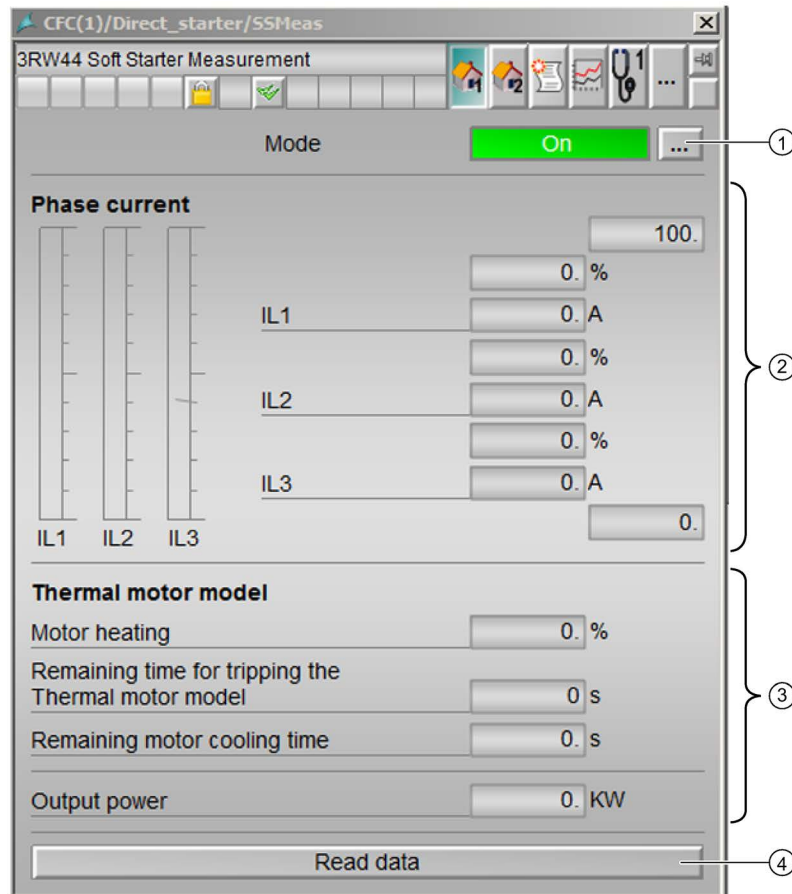 CFC(1)/Direct_starter/SSMeas
3RW44 Soft Starter Measurement
1
2
1
...
Mode
On
...
①
Phase current
100.
0. %
IL1
0. A
0. %
②
IL2
0. A
0. %
IL3
0. A
0.
IL1 IL2 IL3
Thermal motor model
Motor heating
0. %
Remaining time for tripping the
Thermal motor model
0 s
③
Remaining motor cooling time
0. s
Output power
0. KW
Read data
④